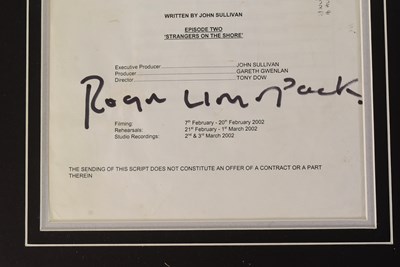 WRITTEN BY JOHN SULLIVAN
EPISODE TWO
'STRANGERS ON THE SHORE'
Executive Producer JOHN SULLIVAN
Producer GARETH GWENLAN
Director TONY DOW
Roger Lloyd Pack.
Filming: 7th February - 20th February 2002
Rehearsals: 21st February - 1st March 2002
Studio Recordings: 2nd & 3rd March 2002
THE SENDING OF THIS SCRIPT DOES NOT CONSTITUTE AN OFFER OF A CONTRACT OR A PART
THEREIN